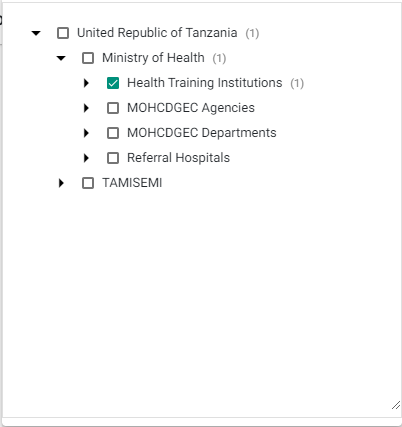 United Republic of Tanzania (1)
Ministry of Health (1)
Health Training Institutions (1)
MOHCDGEC Agencies
MOHCDGEC Departments
Referral Hospitals
TAMISEMI